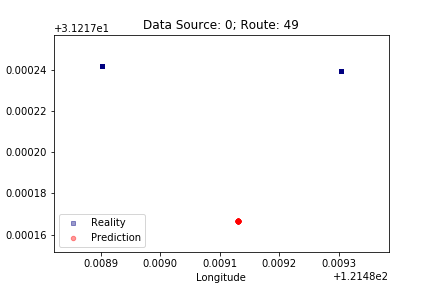 Data Source: 0; Route: 49
+3.1217e1
0.00024
0.00022
0.00020
0.00018
0.00016
Reality
Prediction
0.0089 0.0090 0.0091 0.0092 0.0093
Longitude
+1.2148e2